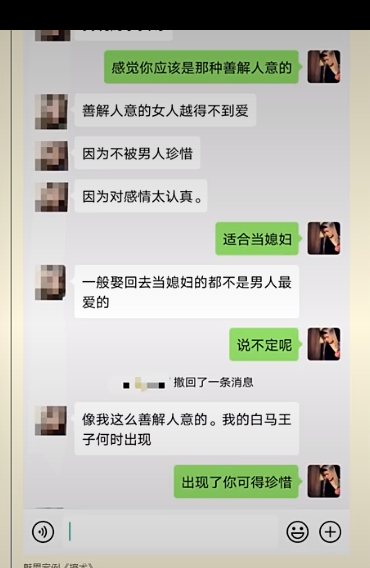 感觉你应该是那种善解人意的
善解人意的女人越得不到爱
因为不被男人珍惜
因为对感情太认真。
适合当媳妇
一般娶回去当媳妇的都不是男人最
爱的
说不定呢
撤回了一条消息
像我这么善解人意的。我的白马王
子何时出现
出现了你可得珍惜